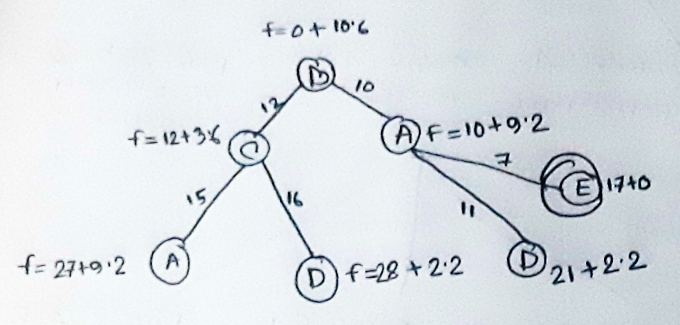 f=0+10.6
B
12
10
f=12+3.6
C
A
f=10+9.2
7
E
17+0
15
16
11
f=27+9.2
A
D
f=28+2.2
D
21+2.2